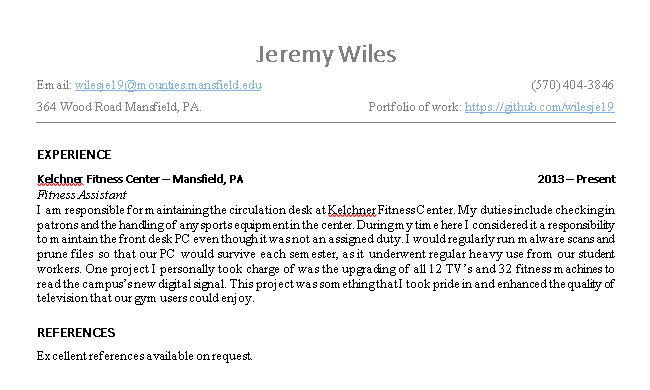 Jeremy Wiles
Email: wilesje19@mounties.mansfield.edu (570) 404-3846
364 Wood Road Mansfield, PA. Portfolio of work: https://github.com/wilesje19
EXPERIENCE
Kelchner Fitness Center – Mansfield, PA 2013 – Present
Fitness Assistant
I am responsible for maintaining the circulation desk at Kelchner Fitness Center. My duties include checking in
patrons and the handling of any sports equipment in the center. During my time here I considered it a responsibility
to maintain the front desk PC even though it was not an assigned duty. I would regularly run malware scans and
prune files so that our PC would survive each semester, as it underwent regular heavy use from our student
workers. One project I personally took charge of was the upgrading of all 12 TV's and 32 fitness machines to
read the campus's new digital signal. This project was something that I took pride in and enhanced the quality of
television that our gym users could enjoy.
REFERENCES
Excellent references available on request.